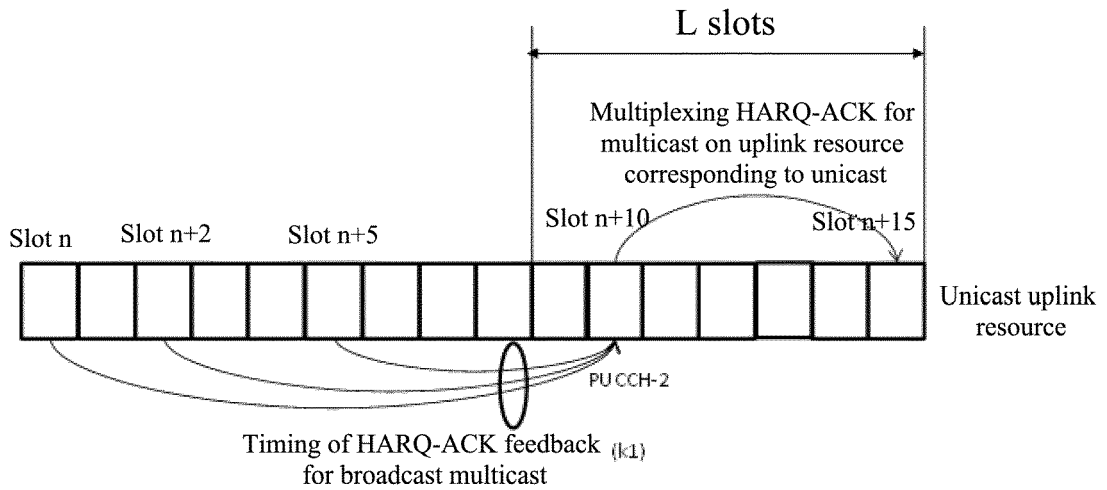 L slots
Multiplexing HARQ-ACK for
multicast on uplink resource
corresponding to unicast
Slot n
Slot n+2
Slot n+5
Slot n+10
Slot n+15
Unicast uplink
resource
PUCCH-2
Timing of HARQ-ACK feedback (k1)
for broadcast multicast